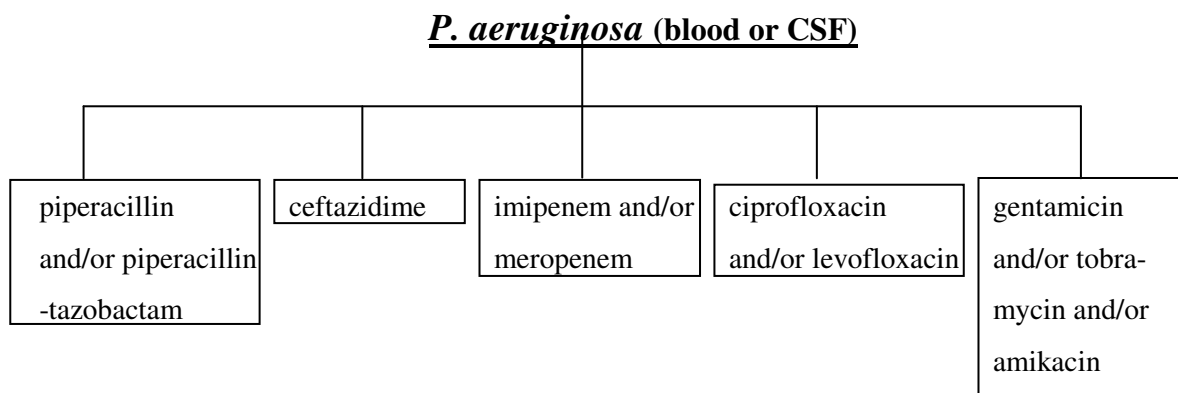 P. aeruginosa (blood or CSF)
piperacillin
and/or piperacillin
-tazobactam
ceftazidime
imipenem and/or
meropenem
ciprofloxacin
and/or levofloxacin
gentamicin
and/or tobra-
mycin and/or
amikacin